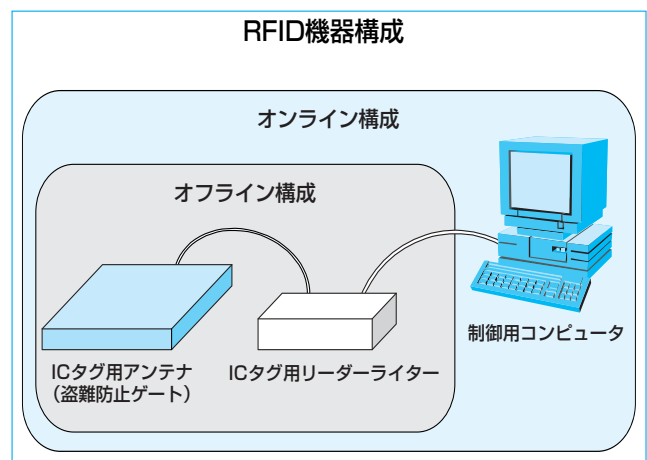 RFID機器構成
オンライン構成
オフライン構成
制御用コンピュータ
ICタグ用アンテナ
（盗難防止ゲート）
ICタグ用リーダーライター